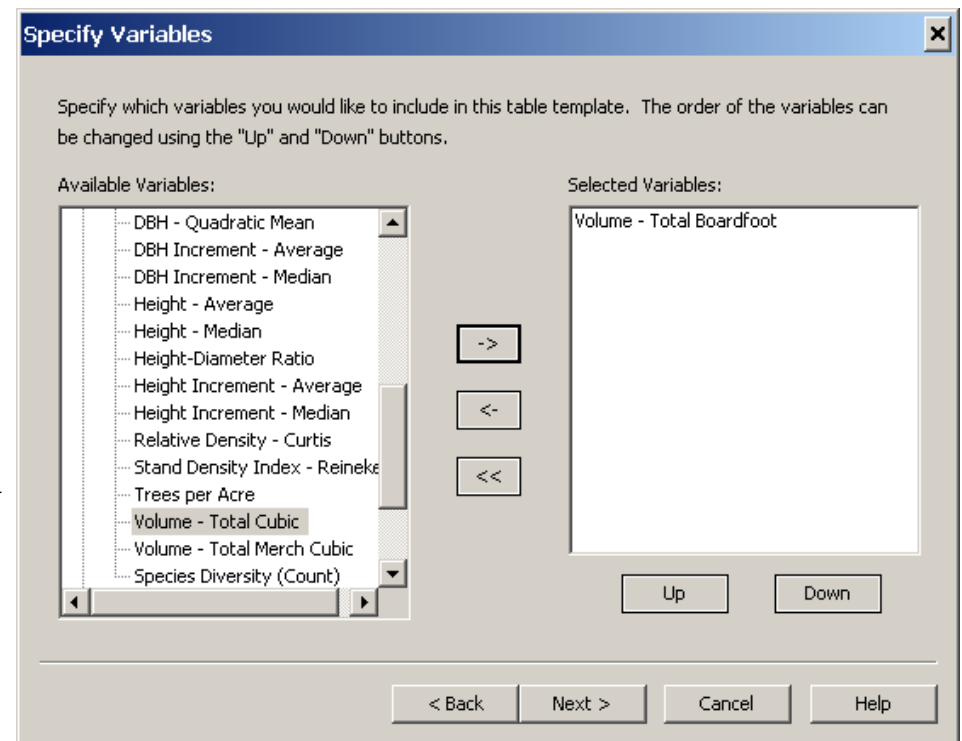 Specify Variables
Specify which variables you would like to include in this table template. The order of the variables can
be changed using the "Up" and "Down" buttons.
Available Variables:
DBH - Quadratic Mean
DBH Increment - Average
DBH Increment - Median
Height - Average
Height - Median
Height-Diameter Ratio
Height Increment - Average
Height Increment - Median
Relative Density - Curtis
Stand Density Index - Reineke
Trees per Acre
Volume - Total Cubic
Volume - Total Merch Cubic
Species Diversity (Count)
->
<-
<<
Selected Variables:
Volume - Total Boardfoot
Up
Down
< Back
Next >
Cancel
Help